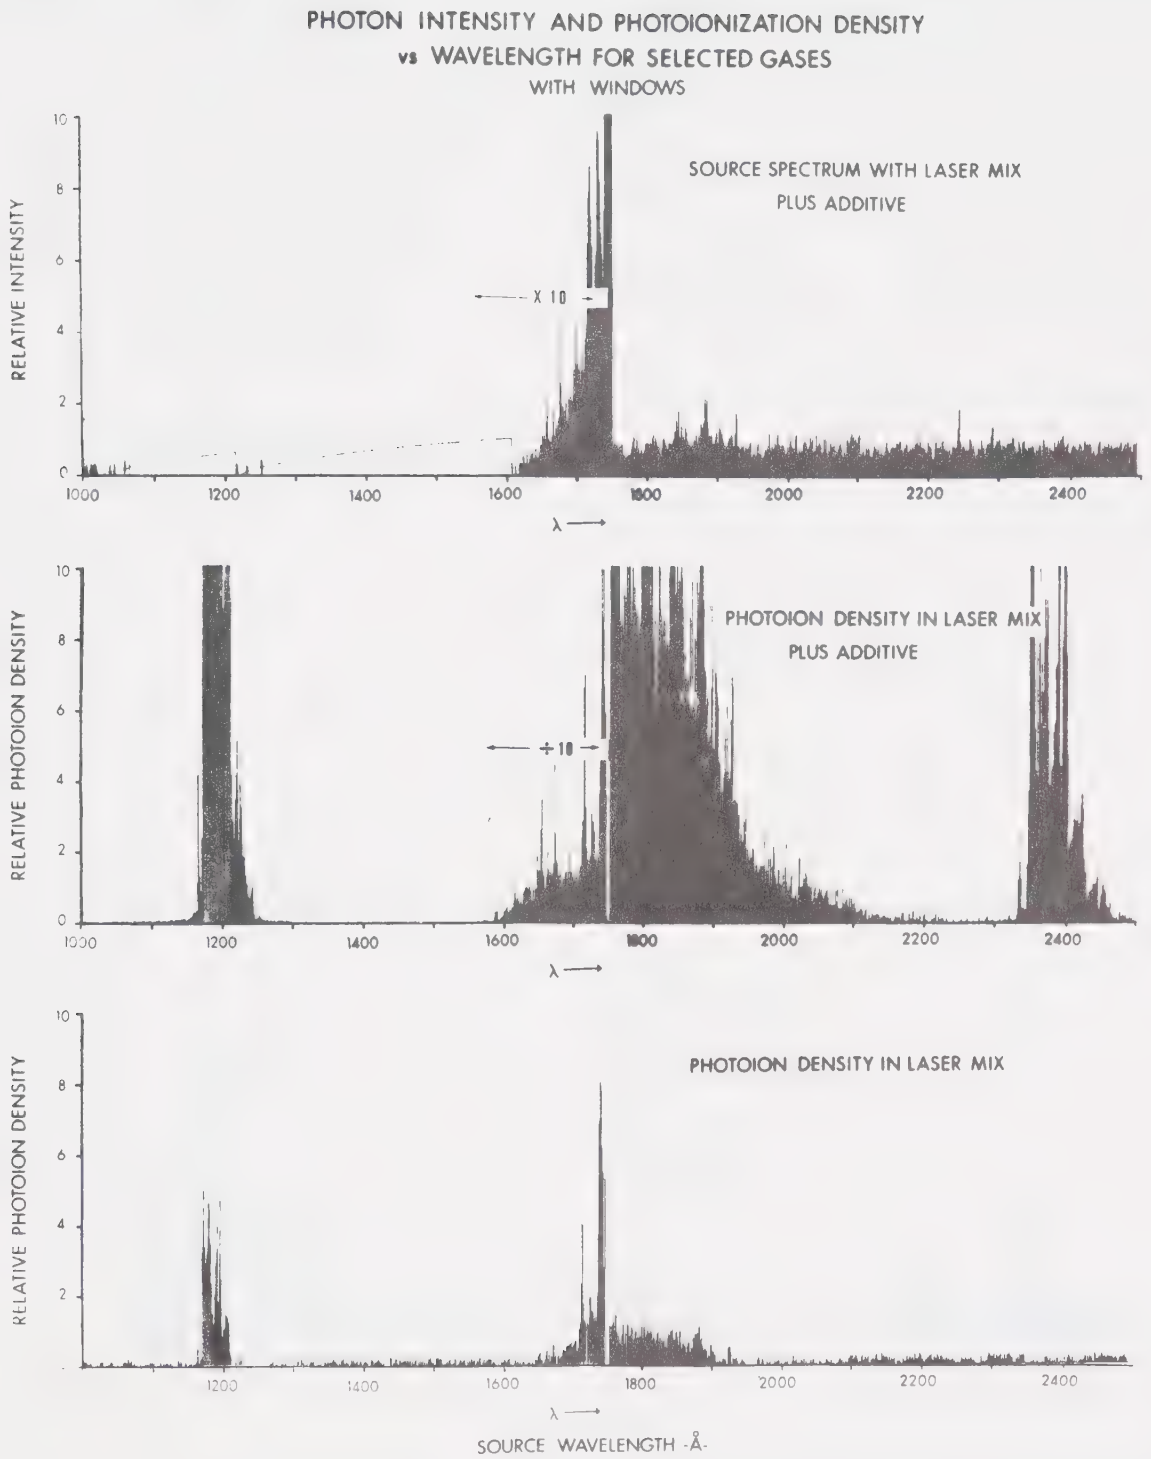 PHOTON INTENSITY AND PHOTOIONIZATION DENSITY
vs WAVELENGTH FOR SELECTED GASES
WITH WINDOWS
RELATIVE INTENSITY
10
8
6
4
2
0
SOURCE SPECTRUM WITH LASER MIX
PLUS ADDITIVE
X 10
1000 1200 1400 1600 1800 2000 2200 2400
λ
RELATIVE PHOTOION DENSITY
10
8
6
4
2
0
PHOTOION DENSITY IN LASER MIX
PLUS ADDITIVE
÷ 10
1000 1200 1400 1600 1800 2000 2200 2400
λ
RELATIVE PHOTOION DENSITY
10
8
6
4
2
PHOTOION DENSITY IN LASER MIX
1200 1400 1600 1800 2000 2200 2400
λ
SOURCE WAVELENGTH -Å-